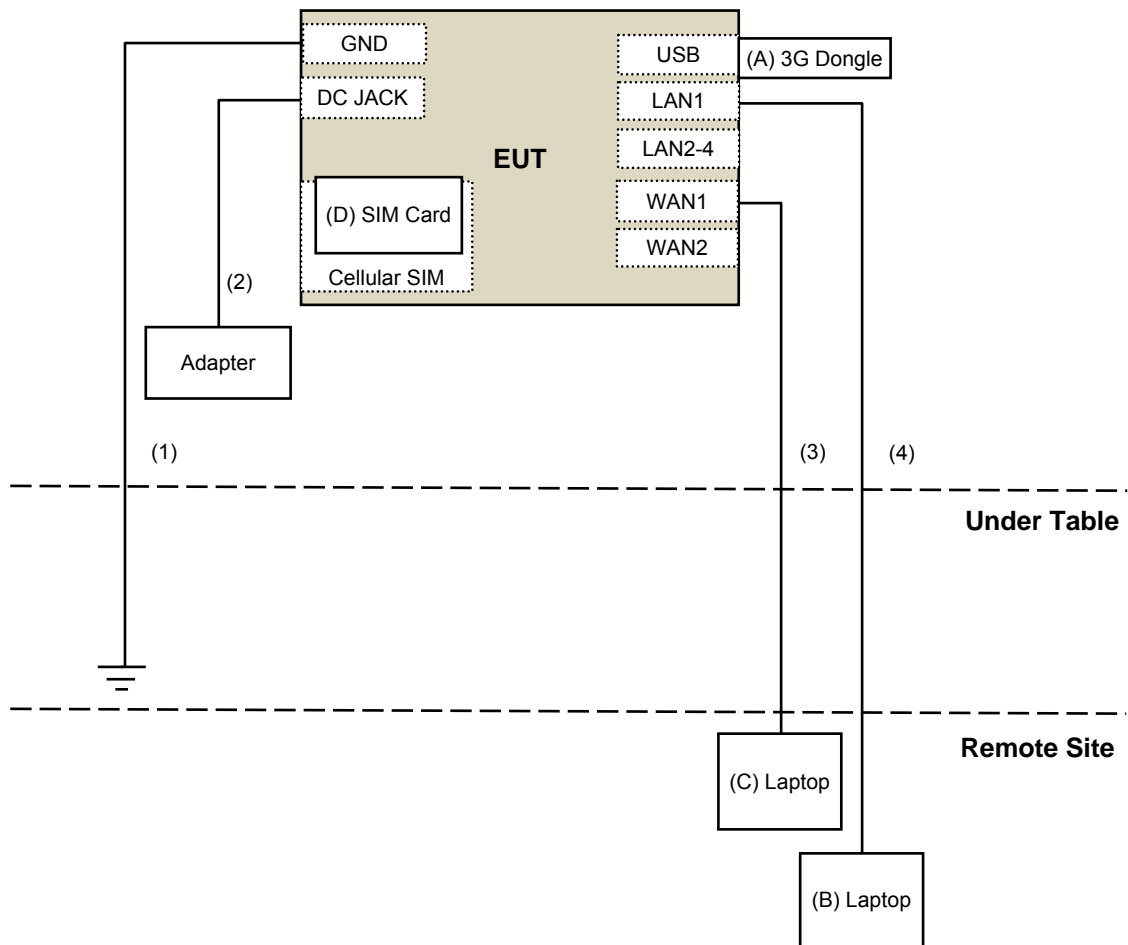 GND
USB
(A) 3G Dongle
DC JACK
LAN1
EUT
LAN2-4
(D) SIM Card
WAN1
WAN2
Cellular SIM
(2)
Adapter
(1)
(3)
(4)
Under Table
Remote Site
(C) Laptop
(B) Laptop